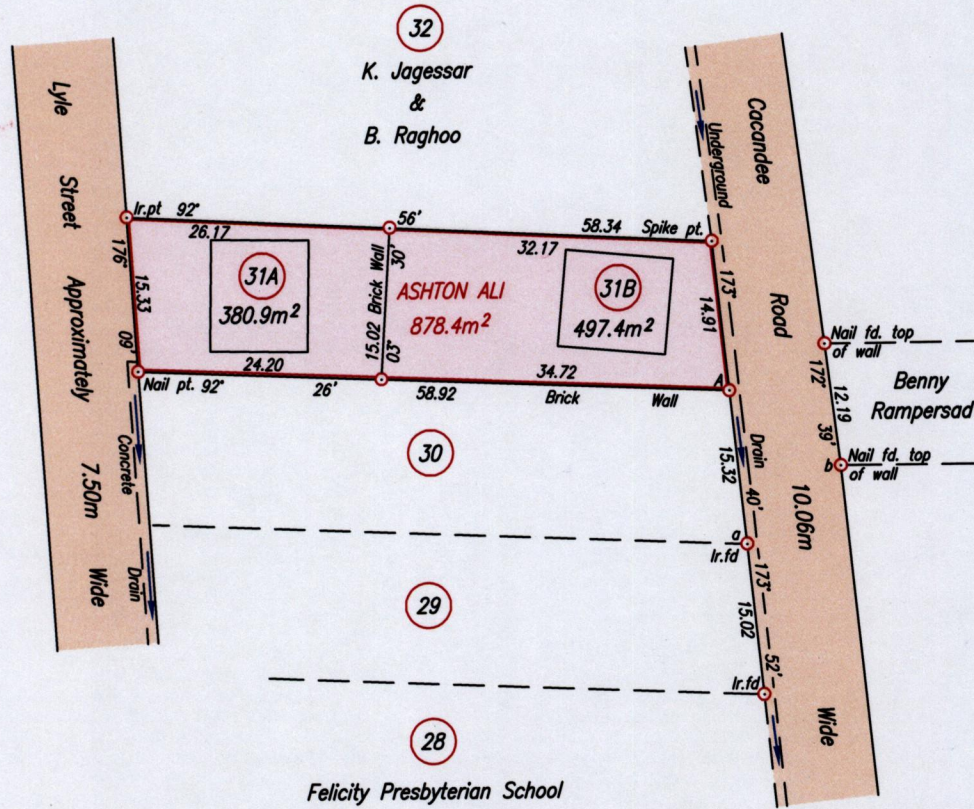 32
K. Jagessar
&
B. Raghoo
Lyle Street Approximately 7.50m Wide
Cacandee Road 10.06m Wide
Underground Drain
Ir.pt 92° 56'
26.17
58.34 Spike pt.
32.17
176° 09'
15.33
31A
380.9m²
15.02 Brick Wall
03° 30'
ASHTON ALI
878.4m²
31B
497.4m²
173° 40'
14.91
24.20
34.72
A
Nail pt. 92° 26' 58.92 Brick Wall
Nail fd. top
of wall
172° 39'
12.19
Benny
Rampersad
b
Nail fd. top
of wall
Concrete Drain
30
15.32
a
Ir.fd
29
173° 52'
15.02
Ir.fd
28
Felicity Presbyterian School